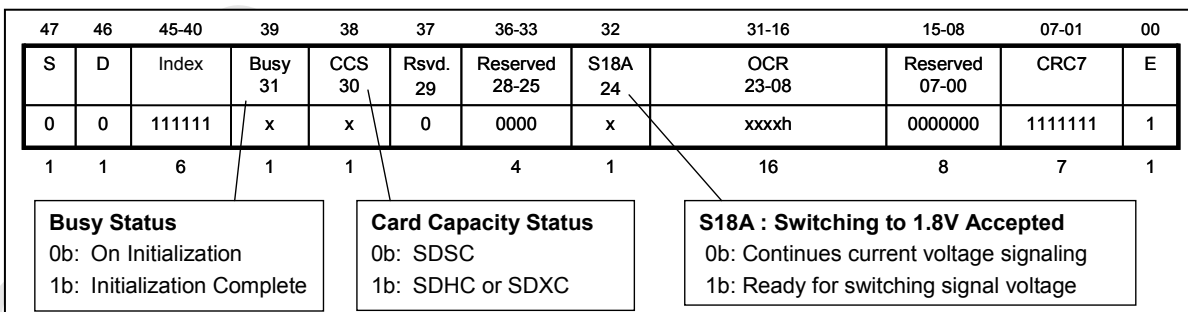 47 46 45-40 39 38 37 36-33 32 31-16 15-08 07-01 00
S D Index Busy CCS Rsvd. Reserved S18A OCR Reserved CRC7 E
31 30 29 28-25 24 23-08 07-00
0 0 111111 x x 0 0000 x xxxxh 0000000 1111111 1
1 1 6 1 1 4 1 16 8 7 1
Busy Status
0b: On Initialization
1b: Initialization Complete
Card Capacity Status
0b: SDSC
1b: SDHC or SDXC
S18A : Switching to 1.8V Accepted
0b: Continues current voltage signaling
1b: Ready for switching signal voltage